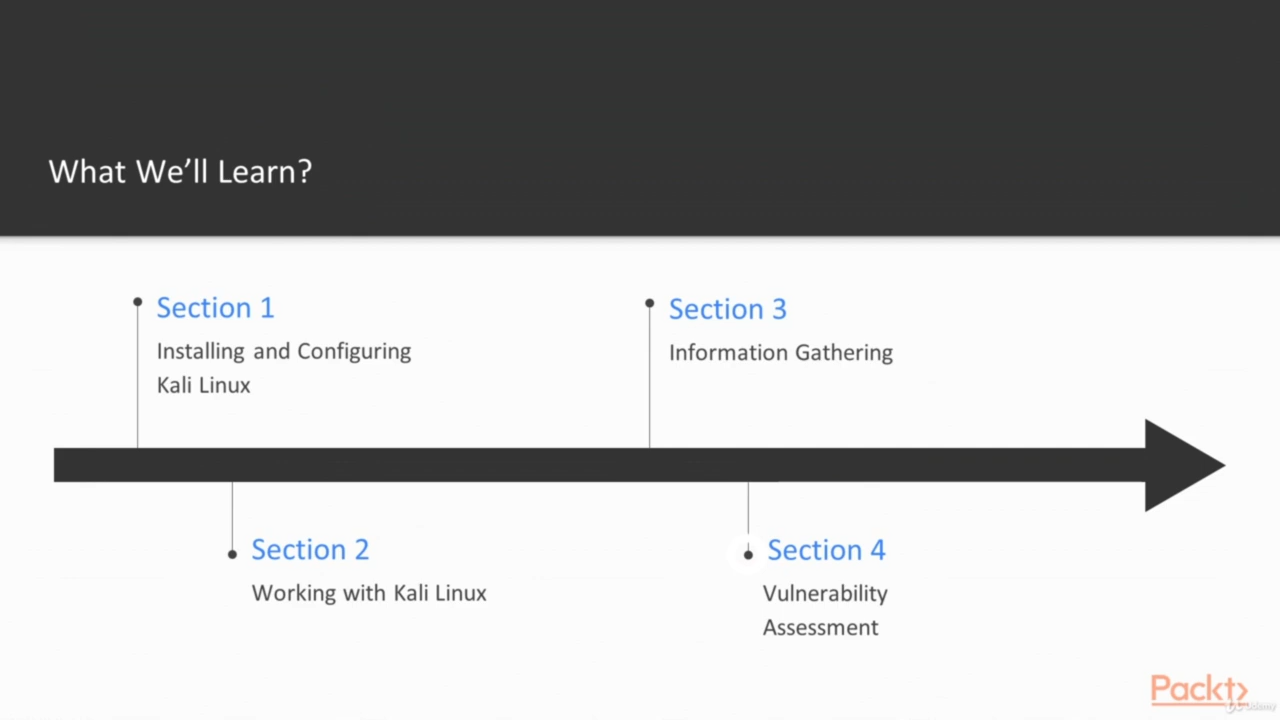 What We’ll Learn?
Section 1
Installing and Configuring
Kali Linux
Section 3
Information Gathering
Section 2
Working with Kali Linux
Section 4
Vulnerability
Assessment
Packt
Udemy